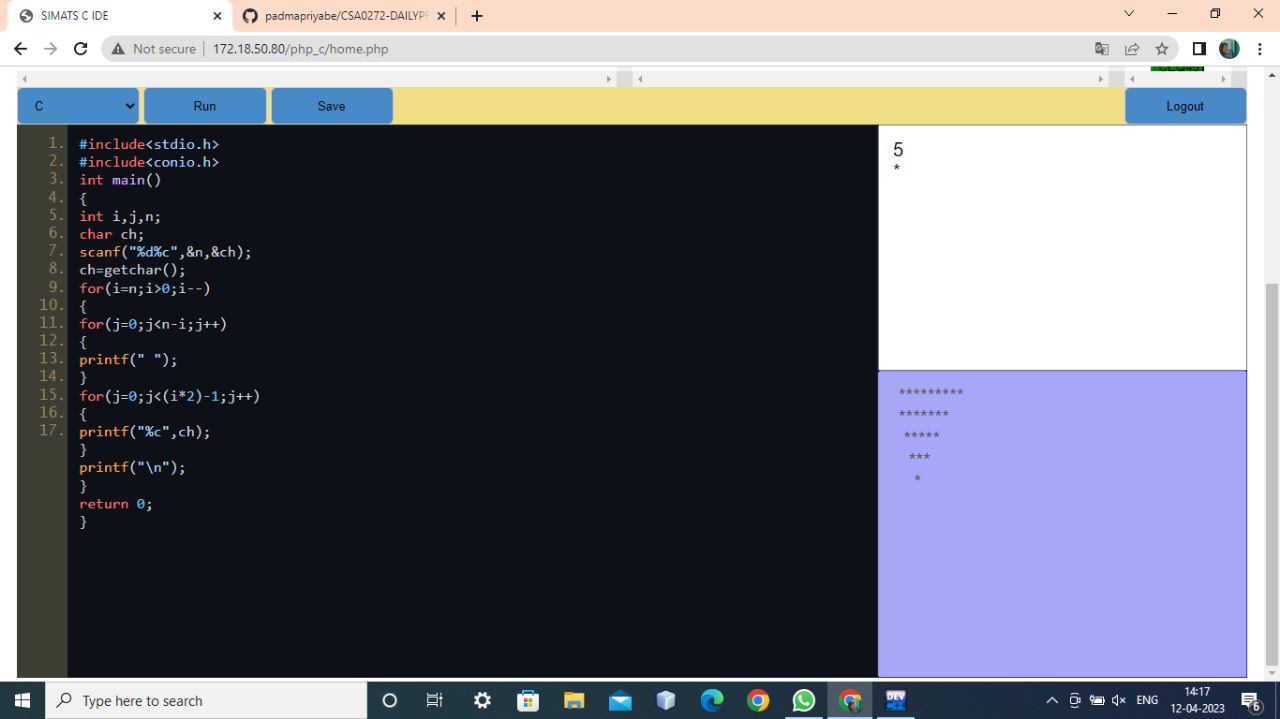 SIMATS C IDE
padmapriyabe/CSA0272-DAILYPR
Not secure
172.18.50.80/php_c/home.php
C
Run
Save
Logout
1. #include<stdio.h>
2. #include<conio.h>
3. int main()
4. {
5. int i,j,n;
6. char ch;
7. scanf("%d%c",&n,&ch);
8. ch=getchar();
9. for(i=n;i>0;i--)
10. {
11. for(j=0;j<n-i;j++)
12. {
13. printf(" ");
14. }
15. for(j=0;j<(i*2)-1;j++)
16. {
17. printf("%c",ch);
}
printf("\n");
}
return 0;
}
5
*
*********
*******
*****
***
*
Type here to search
DEV
ENG
14:17
12-04-2023
6